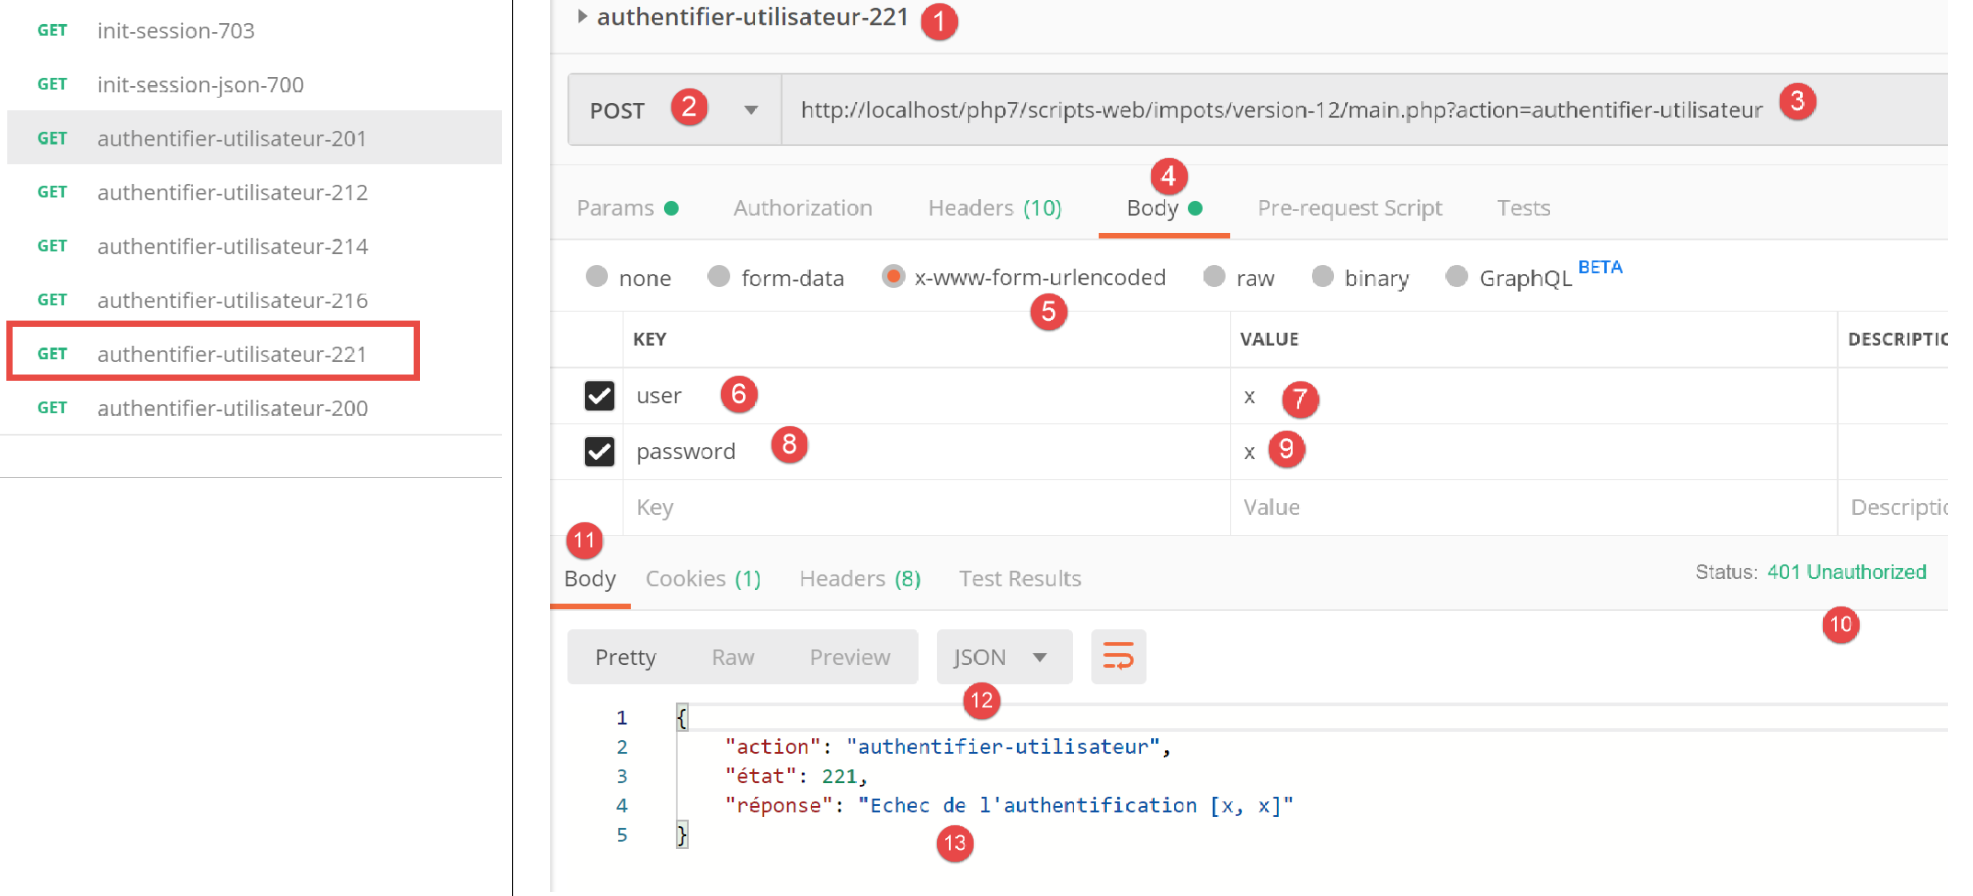 GET init-session-703
GET init-session-json-700
GET authentifier-utilisateur-201
GET authentifier-utilisateur-212
GET authentifier-utilisateur-214
GET authentifier-utilisateur-216
GET authentifier-utilisateur-221
GET authentifier-utilisateur-200
authentifier-utilisateur-221 1
POST 2 http://localhost/php7/scripts-web/impots/version-12/main.php?action=authentifier-utilisateur 3
4
Params Authorization Headers (10) Body Pre-request Script Tests
none form-data x-www-form-urlencoded raw binary GraphQL BETA
5
KEY VALUE DESCRIPTIO
user 6 x 7
password 8 x 9
Key Value Descriptio
11
Body Cookies (1) Headers (8) Test Results Status: 401 Unauthorized
10
Pretty Raw Preview JSON
12
1 {
2 "action": "authentifier-utilisateur",
3 "état": 221,
4 "réponse": "Echec de l'authentification [x, x]"
5 }
13